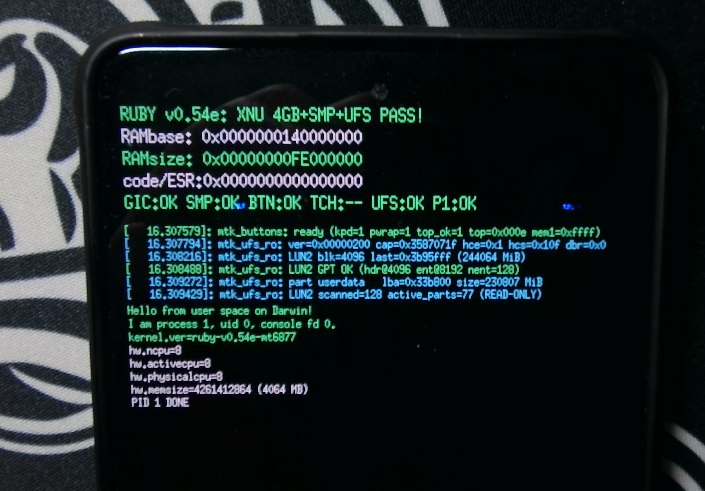 RUBY v0.54e: XNU 4GB+SMP+UFS PASS!
RAMbase: 0x0000000140000000
RAMsize: 0x00000000FE000000
code/ESR:0x0000000000000000
GIC:OK SMP:OK BTN:OK TCH:-- UFS:OK P1:OK
[   16.307579]: mtk_buttons: ready (kpd=1 pwrap=1 top_ok=1 top=0x000e mem1=0xffff)
[   16.307794]: mtk_ufs_ro: ver=0x00000200 cap=0x3587071f hce=0x1 hcs=0x10f dbr=0x0
[   16.308216]: mtk_ufs_ro: LUN2 blk=4096 last=0x3b95fff (244064 MiB)
[   16.308488]: mtk_ufs_ro: LUN2 GPT OK (hdr@4096 ent@8192 nent=128)
[   16.309272]: mtk_ufs_ro: part userdata   lba=0x33b800 size=230807 MiB
[   16.309429]: mtk_ufs_ro: LUN2 scanned=128 active_parts=77 (READ-ONLY)
Hello from user space on Darwin!
I am process 1, uid 0, console fd 0.
kernel.ver=ruby-v0.54e-mt6877
hw.ncpu=8
hw.activecpu=8
hw.physicalcpu=8
hw.memsize=4261412864 (4064 MB)
PID 1 DONE